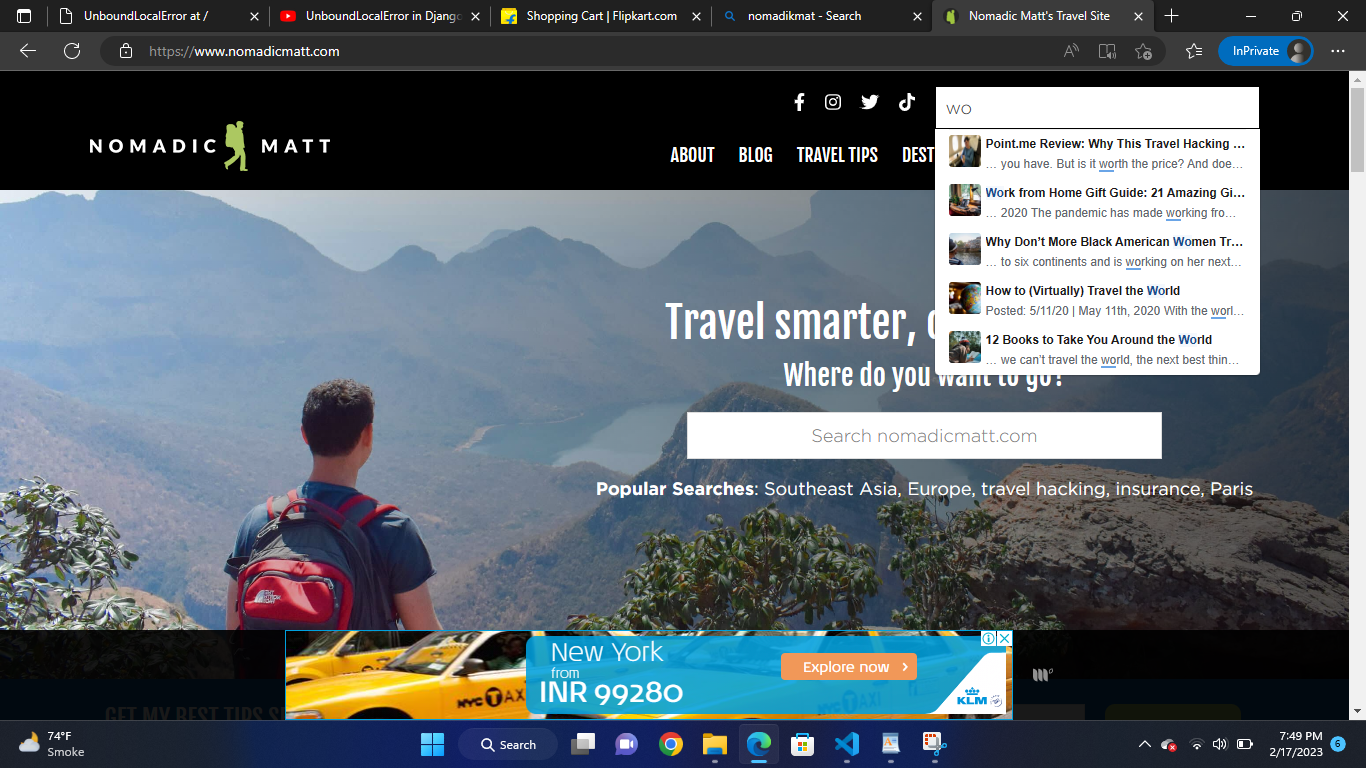 UnboundLocalError at /
UnboundLocalError in Django
Shopping Cart | Flipkart.com
nomadikmat - Search
Nomadic Matt's Travel Site
https://www.nomadicmatt.com
InPrivate
NOMADIC MATT
ABOUT
BLOG
TRAVEL TIPS
DEST
wo
Point.me Review: Why This Travel Hacking ...
... you have. But is it worth the price? And doe...
Work from Home Gift Guide: 21 Amazing Gi...
... 2020 The pandemic has made working fro...
Why Don't More Black American Women Tr...
... to six continents and is working on her next...
How to (Virtually) Travel the World
Posted: 5/11/20 | May 11th, 2020 With the worl...
12 Books to Take You Around the World
... we can't travel the world, the next best thin...
Travel smarter,
Where do you want to go?
Search nomadicmatt.com
Popular Searches: Southeast Asia, Europe, travel hacking, insurance, Paris
THE NORTH FACE
NYC TAXI
New York
from
INR 99280
Explore now
KLM
GET MY BEST TIPS
74°F
Smoke
Search
7:49 PM
2/17/2023
6